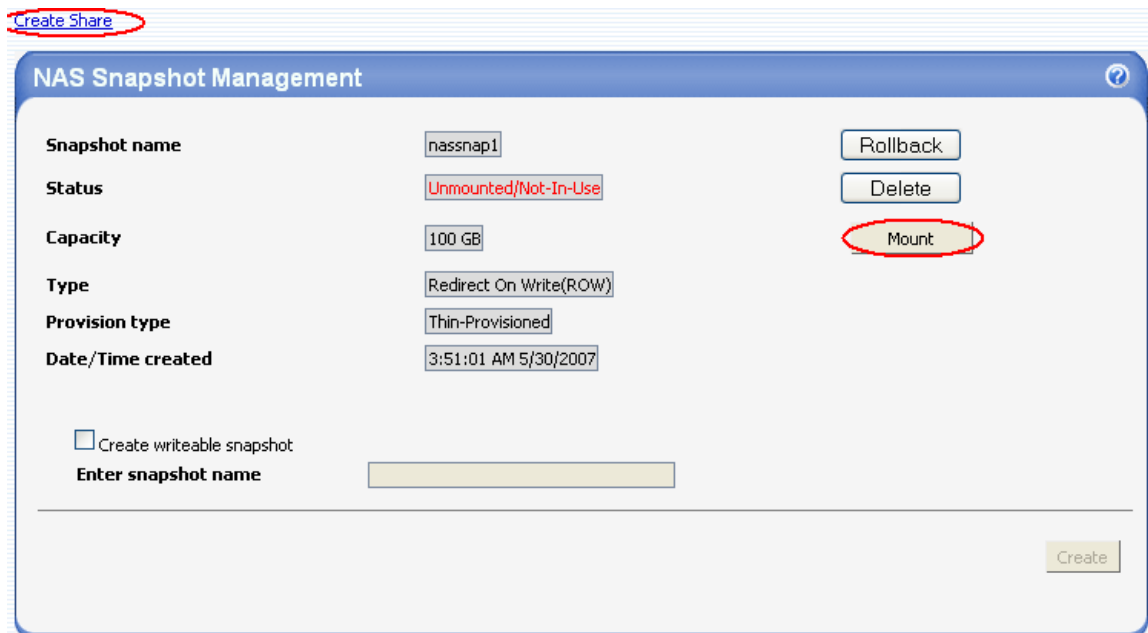 Create Share
NAS Snapshot Management ?
Snapshot name nassnap1 Rollback
Status Unmounted/Not-In-Use Delete
Capacity 100 GB Mount
Type Redirect On Write(ROW)
Provision type Thin-Provisioned
Date/Time created 3:51:01 AM 5/30/2007
Create writeable snapshot
Enter snapshot name
Create